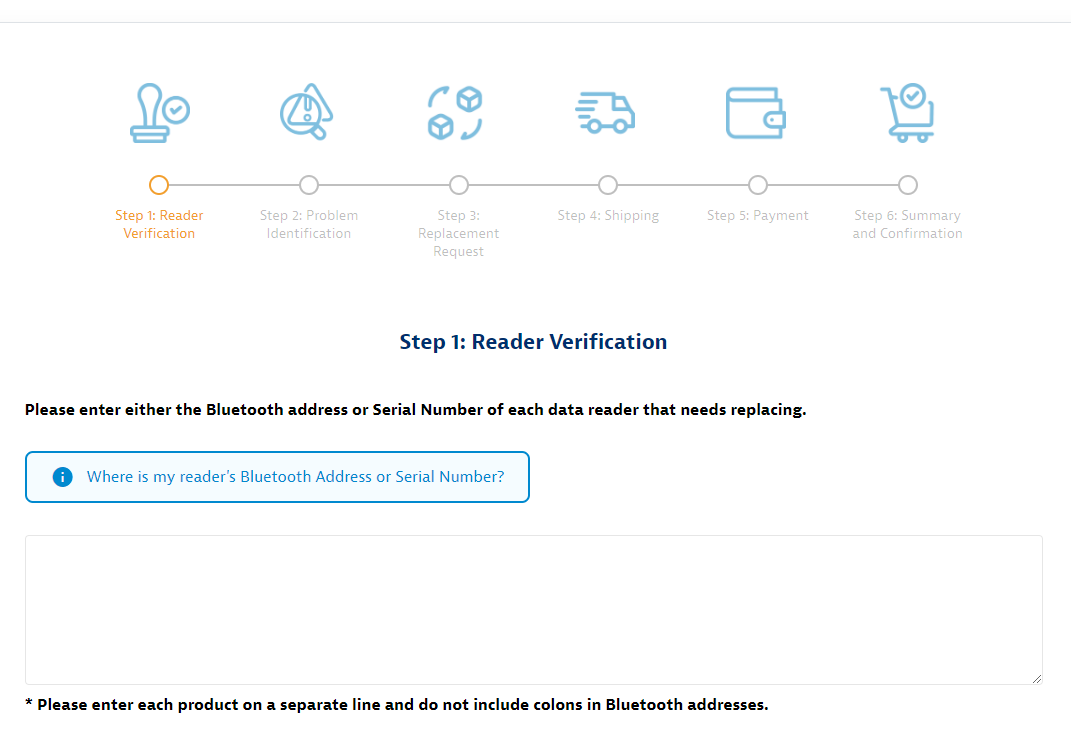 Step 1: Reader
Verification
Step 2: Problem
Identification
Step 3:
Replacement
Request
Step 4: Shipping
Step 5: Payment
Step 6: Summary
and Confirmation
Step 1: Reader Verification
Please enter either the Bluetooth address or Serial Number of each data reader that needs replacing.
Where is my reader’s Bluetooth Address or Serial Number?
* Please enter each product on a separate line and do not include colons in Bluetooth addresses.